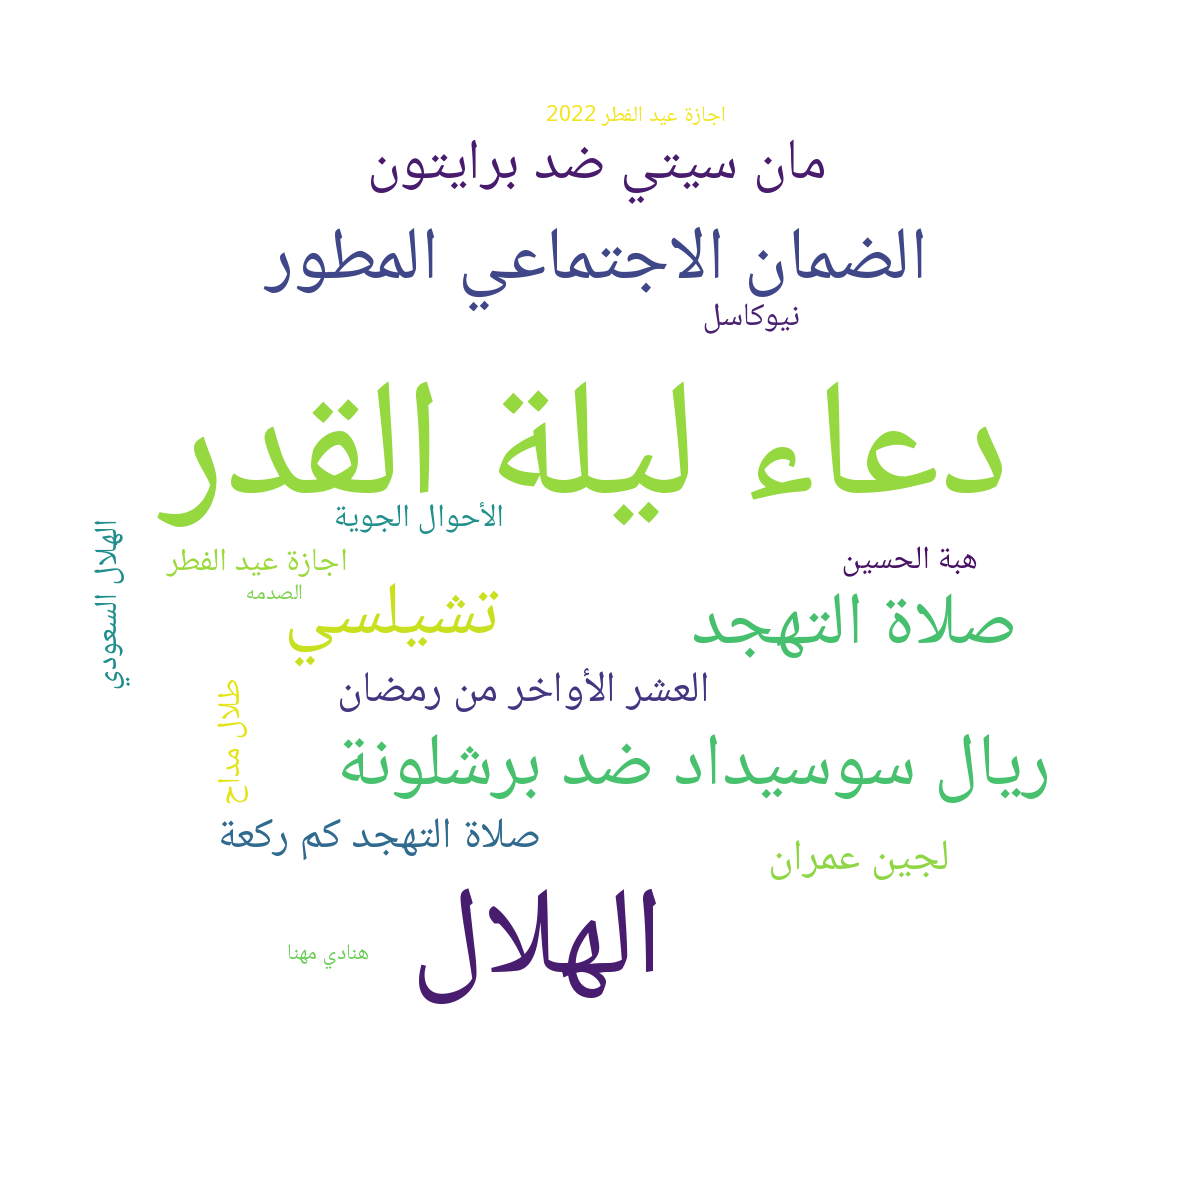 اجازة عيد الفطر 2022
مان سيتي ضد برايتون
الضمان الاجتماعي المطور
نيوكاسل
دعاء ليلة القدر
الأحوال الجوية
الهلال السعودي
هبة الحسين
اجازة عيد الفطر
الصدمه
تشيلسي
صلاة التهجد
العشر الأواخر من رمضان
طلال مداح
ريال سوسيداد ضد برشلونة
صلاة التهجد كم ركعة
لجين عمران
الهلال
هنادي مهنا